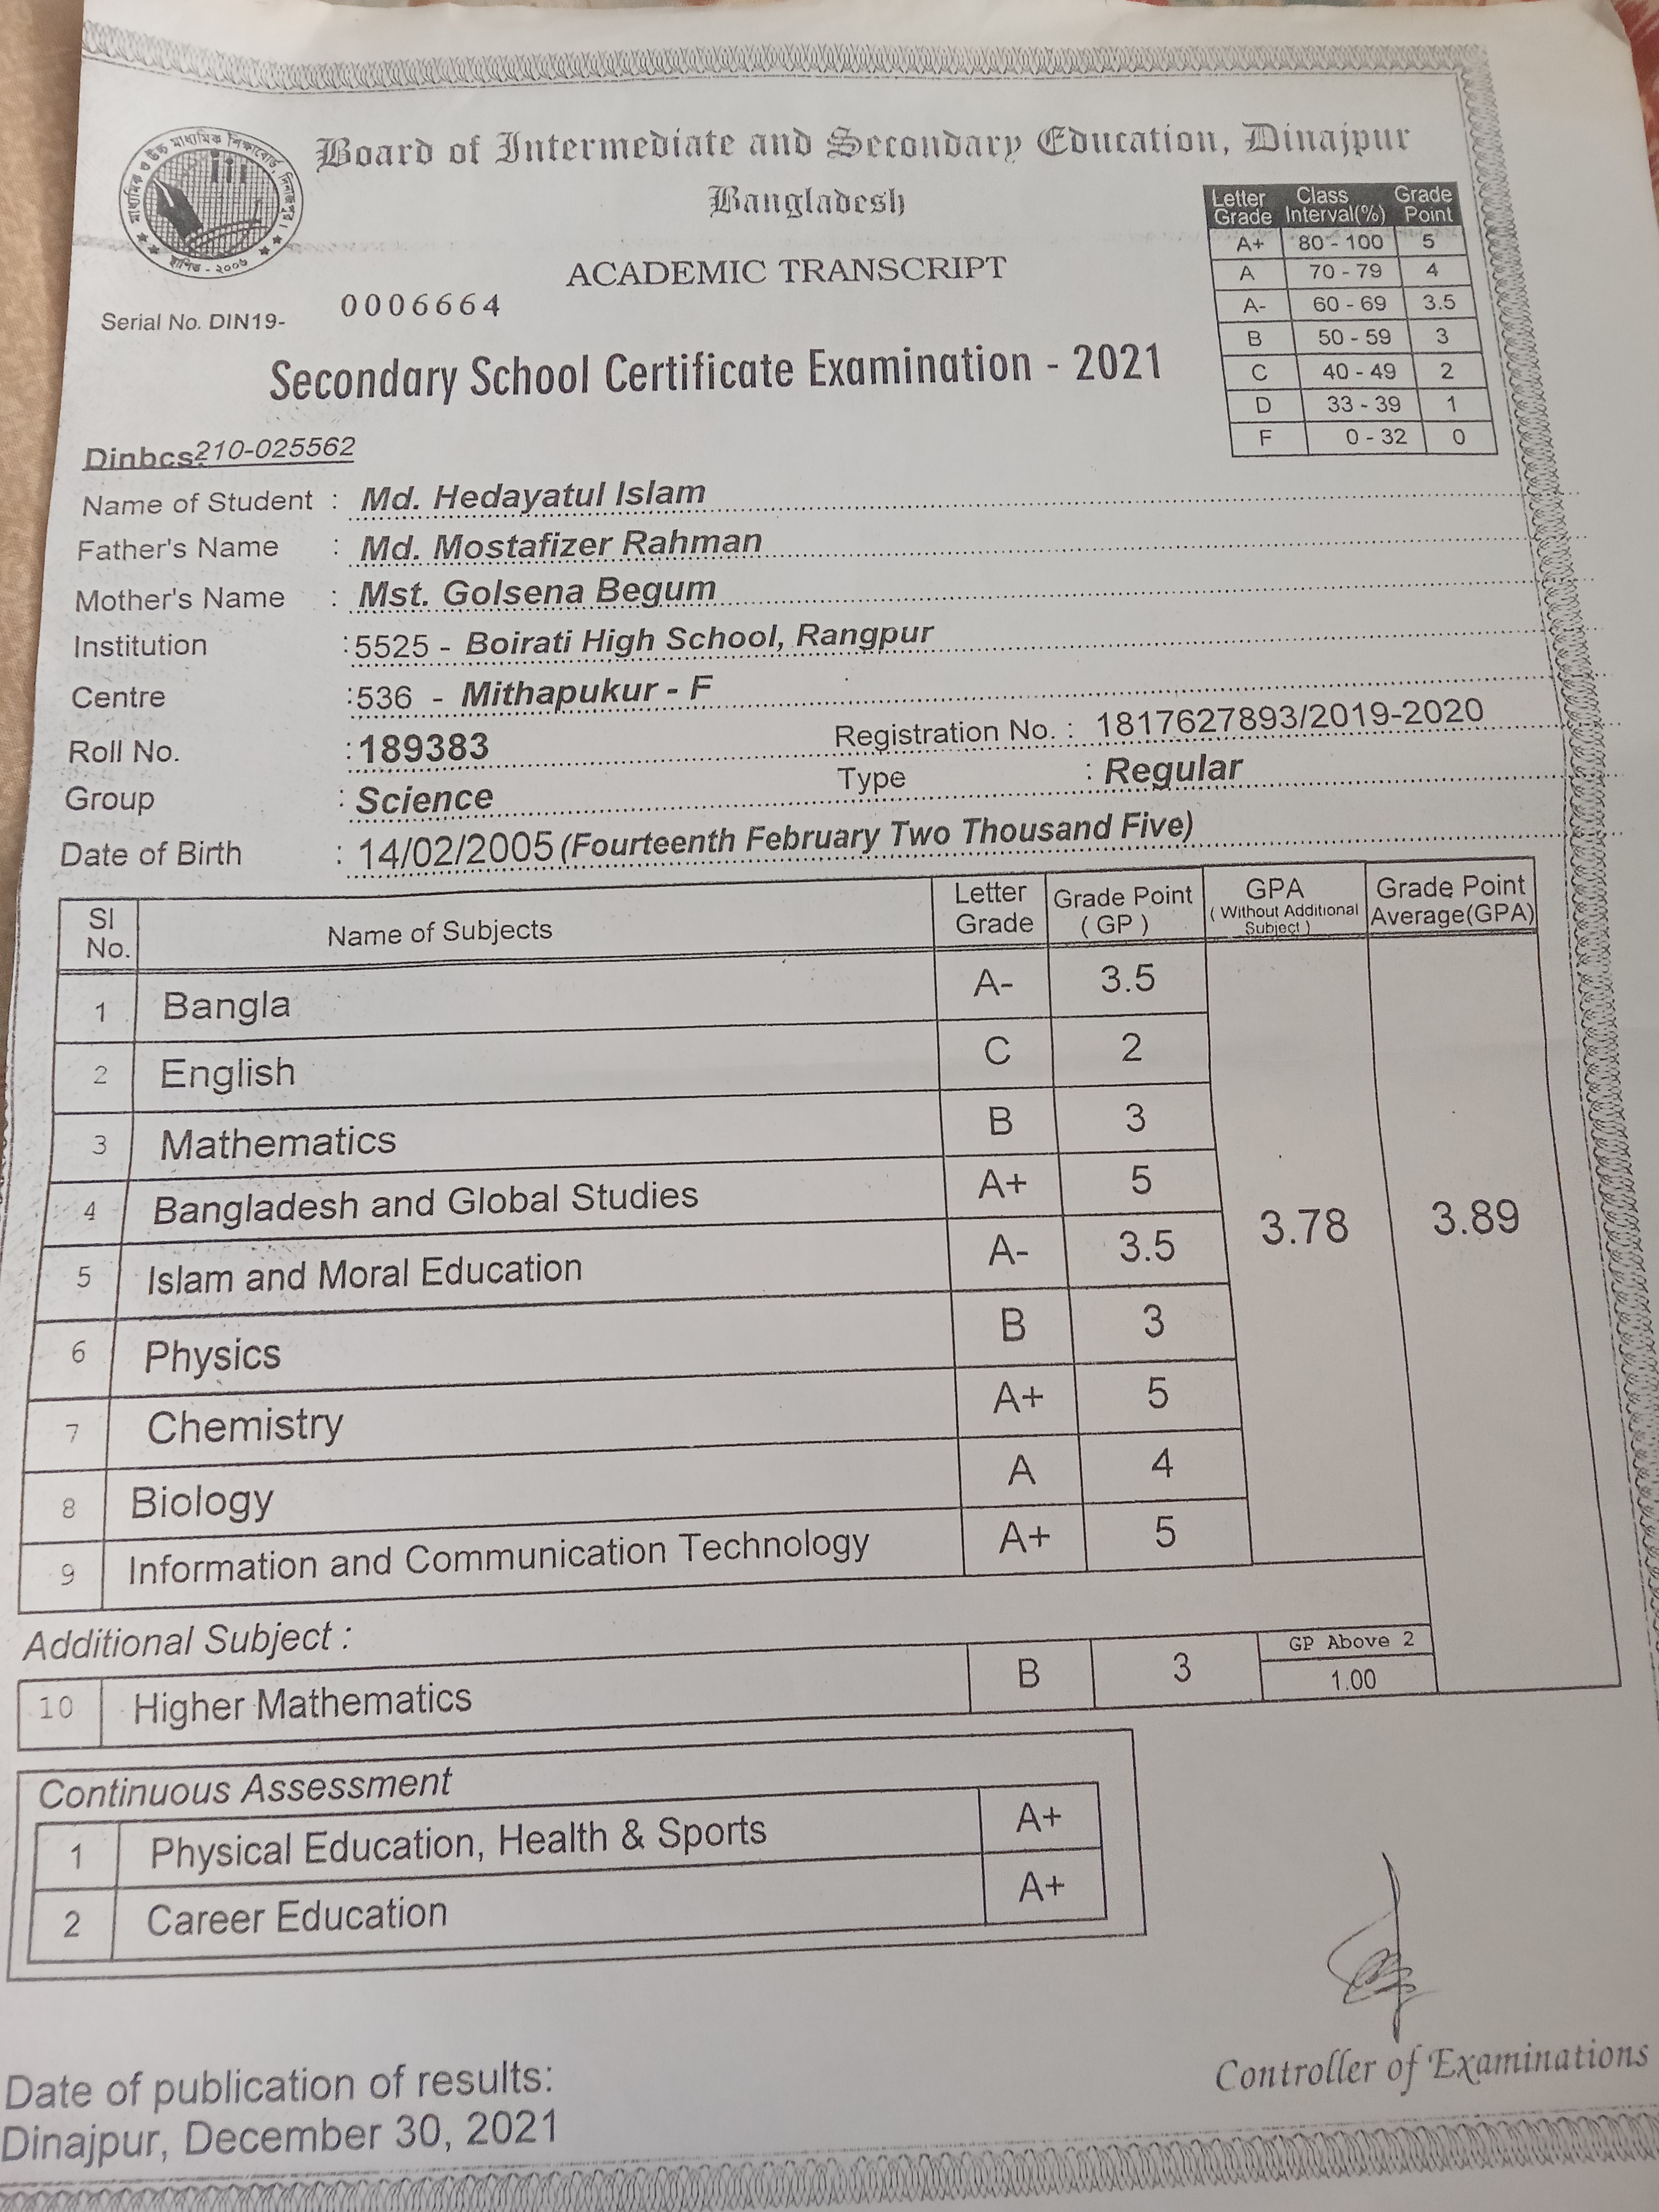 মাধ্যমিক ও উচ্চ মাধ্যমিক শিক্ষাবোর্ড, দিনাজপুর।
স্থাপিত - ২০০৬
Board of Intermediate and Secondary Education, Dinajpur
Bangladesh
ACADEMIC TRANSCRIPT
Serial No. DIN19- 0006664
Secondary School Certificate Examination - 2021
Letter Grade Class Interval(%) Grade Point
A+ 80 - 100 5
A 70 - 79 4
A- 60 - 69 3.5
B 50 - 59 3
C 40 - 49 2
D 33 - 39 1
F 0 - 32 0
Dinbcs:210-025562
Name of Student : Md. Hedayatul Islam
Father's Name : Md. Mostafizer Rahman
Mother's Name : Mst. Golsena Begum
Institution :5525 - Boirati High School, Rangpur
Centre :536 - Mithapukur - F
Roll No. :189383 Registration No. : 1817627893/2019-2020
Group : Science Type : Regular
Date of Birth : 14/02/2005 (Fourteenth February Two Thousand Five)
Sl No. Name of Subjects Letter Grade Grade Point ( GP ) GPA ( Without Additional Subject ) Grade Point Average(GPA)
1 Bangla A- 3.5
2 English C 2
3 Mathematics B 3
4 Bangladesh and Global Studies A+ 5 3.78 3.89
5 Islam and Moral Education A- 3.5
6 Physics B 3
7 Chemistry A+ 5
8 Biology A 4
9 Information and Communication Technology A+ 5
Additional Subject :
10 Higher Mathematics B 3 GP Above 2 1.00
Continuous Assessment
1 Physical Education, Health & Sports A+
2 Career Education A+
Date of publication of results:
Dinajpur, December 30, 2021
Controller of Examinations